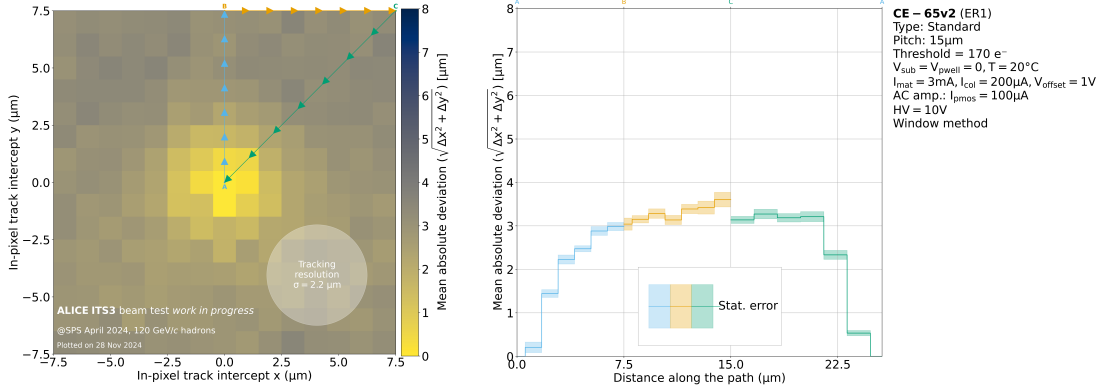 B
C
A
7.5
5.0
2.5
0.0
−2.5
−5.0
−7.5
In-pixel track intercept y (μm)
−7.5
−5.0
−2.5
0.0
2.5
5.0
7.5
In-pixel track intercept x (μm)
Tracking
resolution
σ = 2.2 μm
ALICE ITS3 beam test work in progress
@SPS April 2024, 120 GeV/c hadrons
Plotted on 28 Nov 2024
8
7
6
5
4
3
2
1
0
Mean absolute deviation (√Δx² + Δy²) [μm]
A
B
C
A
8
7
6
5
4
3
2
1
0
Mean absolute deviation (√Δx² + Δy²) [μm]
Stat. error
0.0
7.5
15.0
22.5
Distance along the path (μm)
CE − 65v2 (ER1)
Type: Standard
Pitch: 15μm
Threshold = 170 e⁻
V_sub = V_pwell = 0, T = 20°C
I_mat = 3mA, I_col = 200μA, V_offset = 1V
AC amp.: I_pmos = 100μA
HV = 10V
Window method